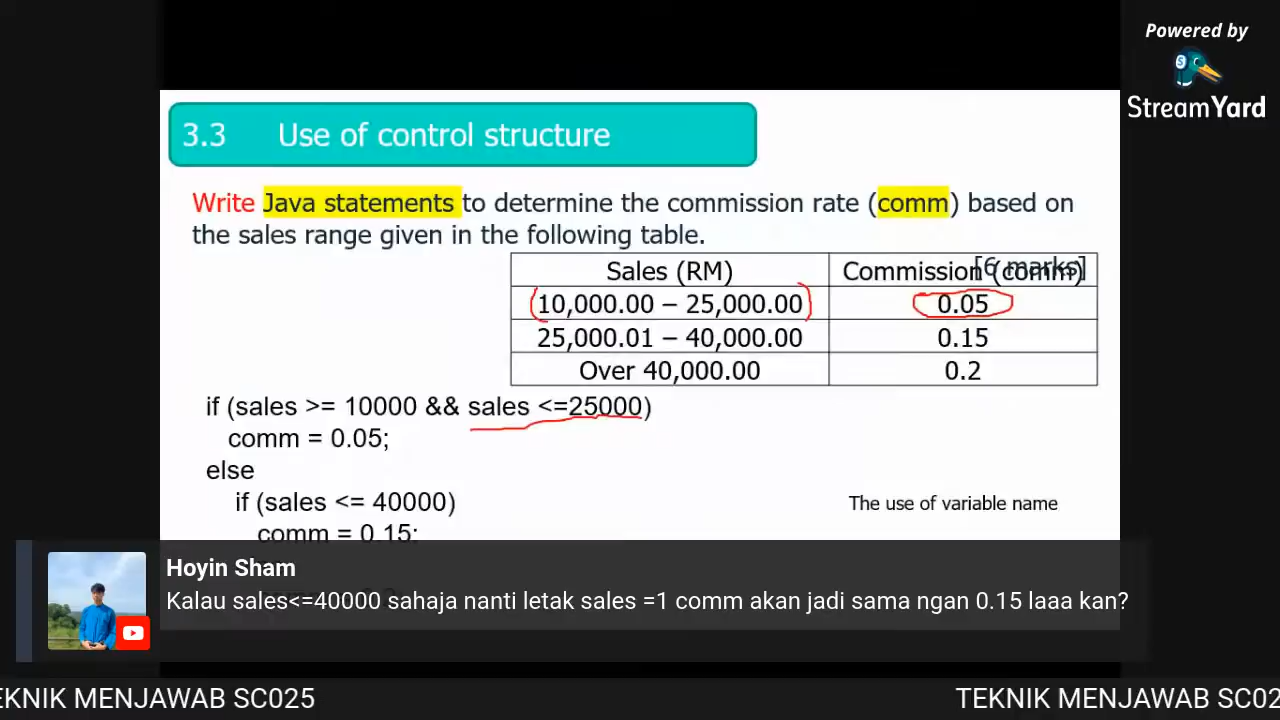 Powered by
StreamYard
3.3 Use of control structure
Write Java statements to determine the commission rate (comm) based on
the sales range given in the following table.
[6 marks]
Sales (RM) Commission (comm)
10,000.00 – 25,000.00 0.05
25,000.01 – 40,000.00 0.15
Over 40,000.00 0.2
if (sales >= 10000 && sales <=25000)
comm = 0.05;
else
if (sales <= 40000)
The use of variable name
comm = 0.15;
Hoyin Sham
Kalau sales<=40000 sahaja nanti letak sales =1 comm akan jadi sama ngan 0.15 laaa kan?
EKNIK MENJAWAB SC025 TEKNIK MENJAWAB SC02